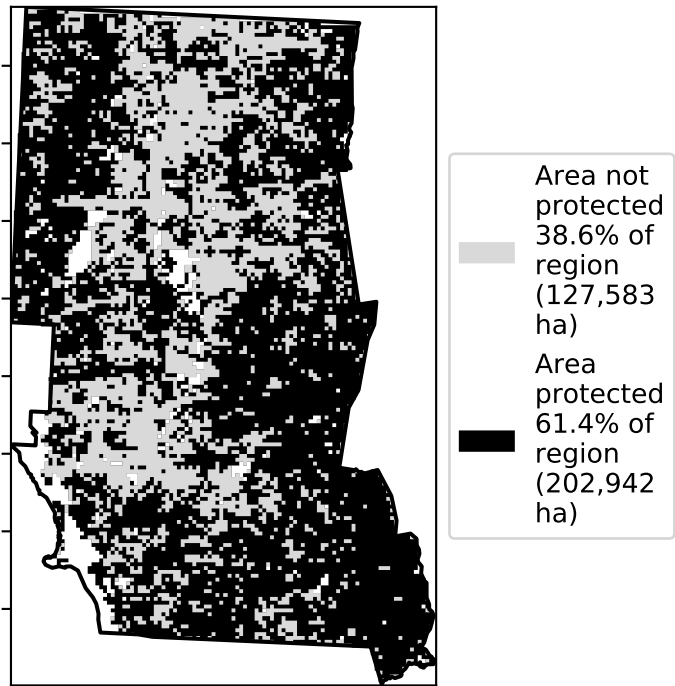 Area not
protected
38.6% of
region
(127,583
ha)
Area
protected
61.4% of
region
(202,942
ha)